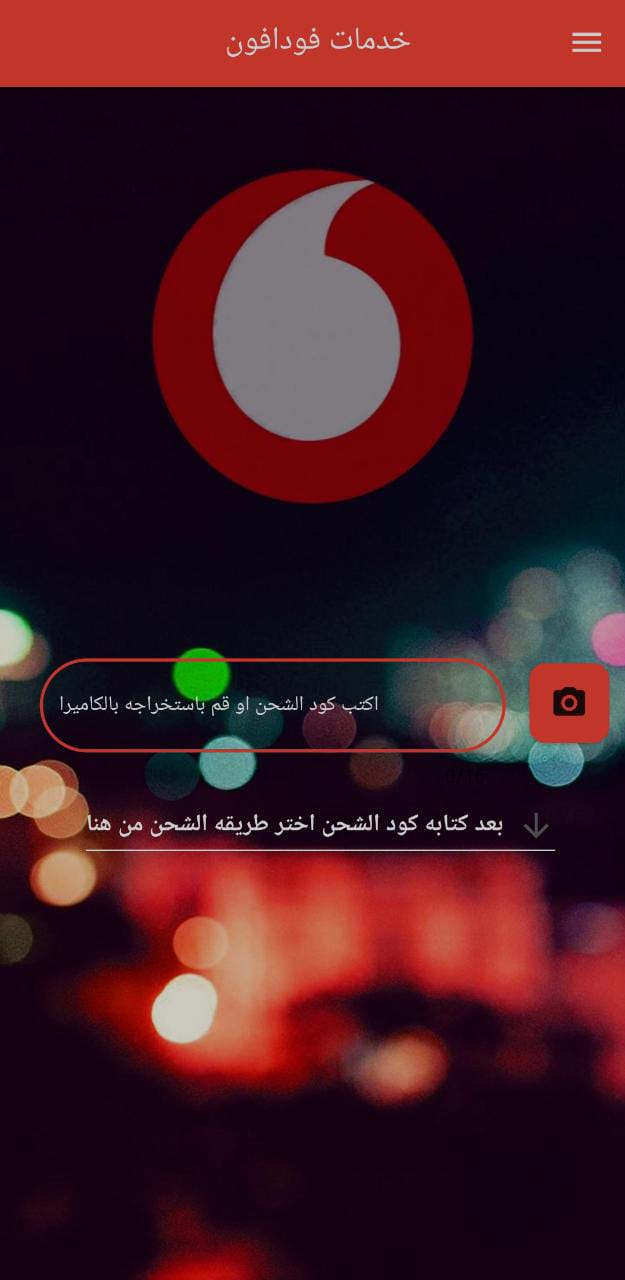 خدمات فودافون
اكتب كود الشحن او قم باستخراجه بالكاميرا
0/16
بعد كتابه كود الشحن اختر طريقه الشحن من هنا